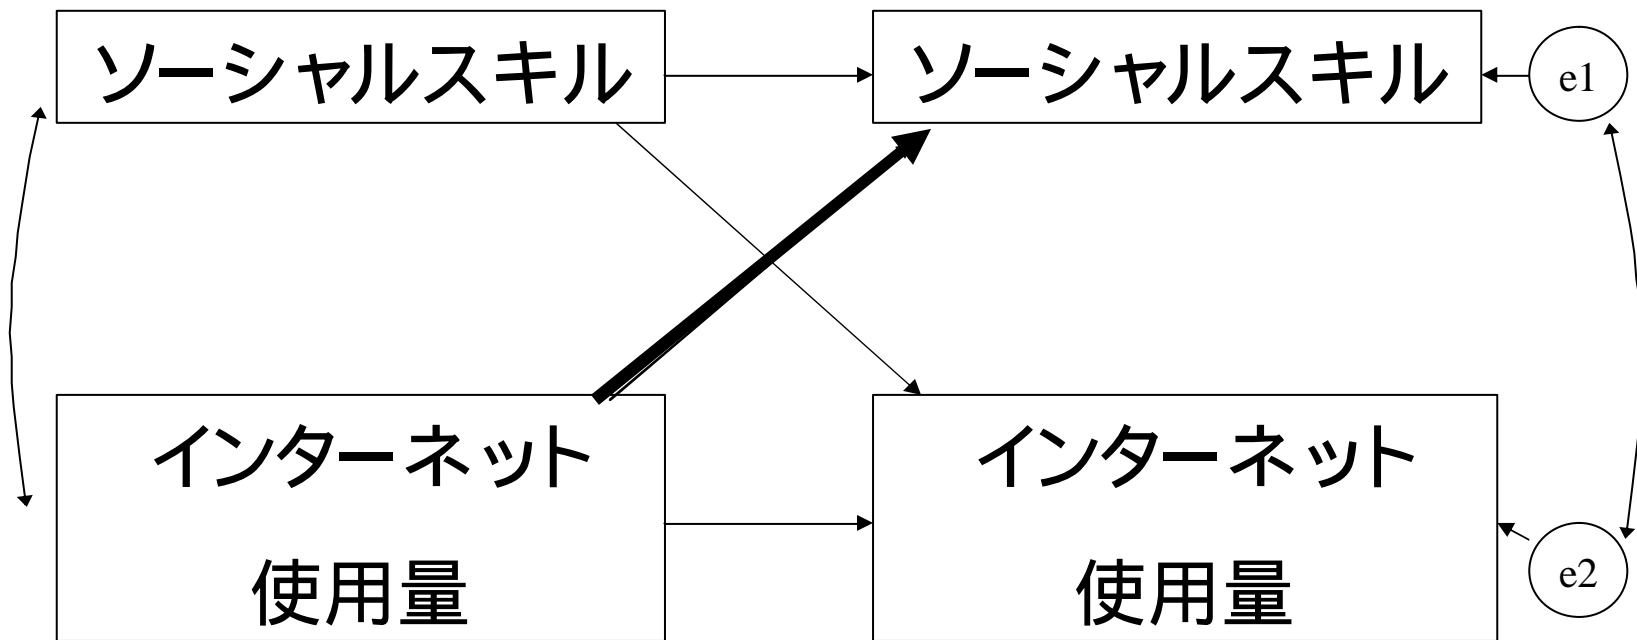 ソーシャルスキル
ソーシャルスキル
e1
インターネット
使用量
インターネット
使用量
e2